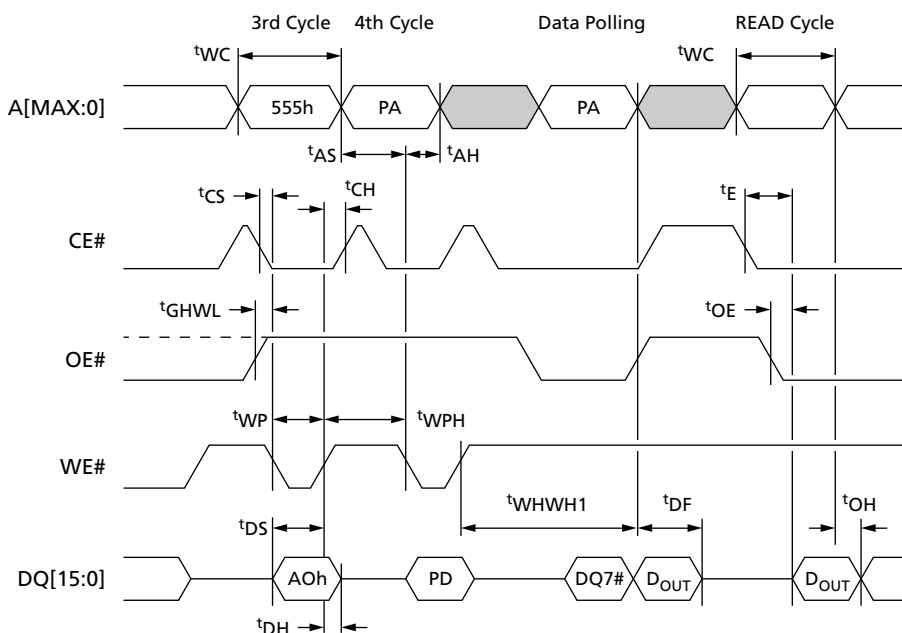 3rd Cycle 4th Cycle Data Polling READ Cycle
tWC tWC
A[MAX:0] 555h PA PA
tAS tAH
tCS tCH tE
CE#
tGHWL tOE
OE#
tWP tWPH
WE#
tWHWH1 tDF tOH
tDS
DQ[15:0] AOh PD DQ7# DOUT DOUT
tDH